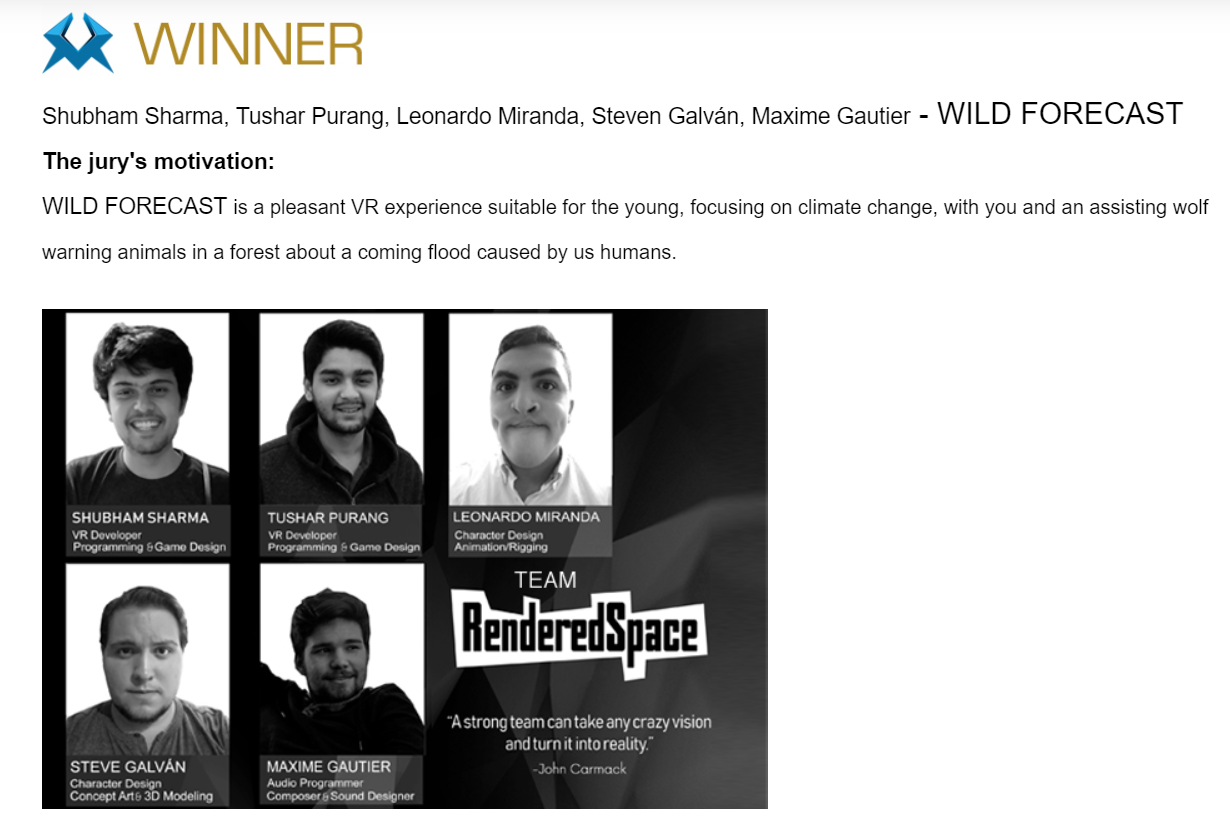 WINNER
Shubham Sharma, Tushar Purang, Leonardo Miranda, Steven Galván, Maxime Gautier - WILD FORECAST
The jury's motivation:
WILD FORECAST is a pleasant VR experience suitable for the young, focusing on climate change, with you and an assisting wolf
warning animals in a forest about a coming flood caused by us humans.
SHUBHAM SHARMA
VR Developer
Programming & Game Design
TUSHAR PURANG
VR Developer
Programming & Game Design
LEONARDO MIRANDA
Character Design
Animation/Rigging
STEVE GALVÁN
Character Design
Concept Art & 3D Modeling
MAXIME GAUTIER
Audio Programmer
Composer & Sound Designer
TEAM
RenderedSpace
"A strong team can take any crazy vision
and turn it into reality."
-John Carmack